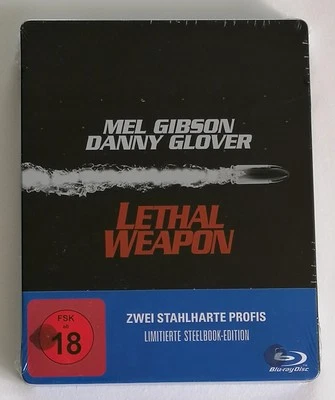 MEL GIBSON
DANNY GLOVER
LETHAL
WEAPON
FSK
ab
18
ZWEI STAHLHARTE PROFIS
LIMITIERTE STEELBOOK-EDITION
Blu-ray Disc